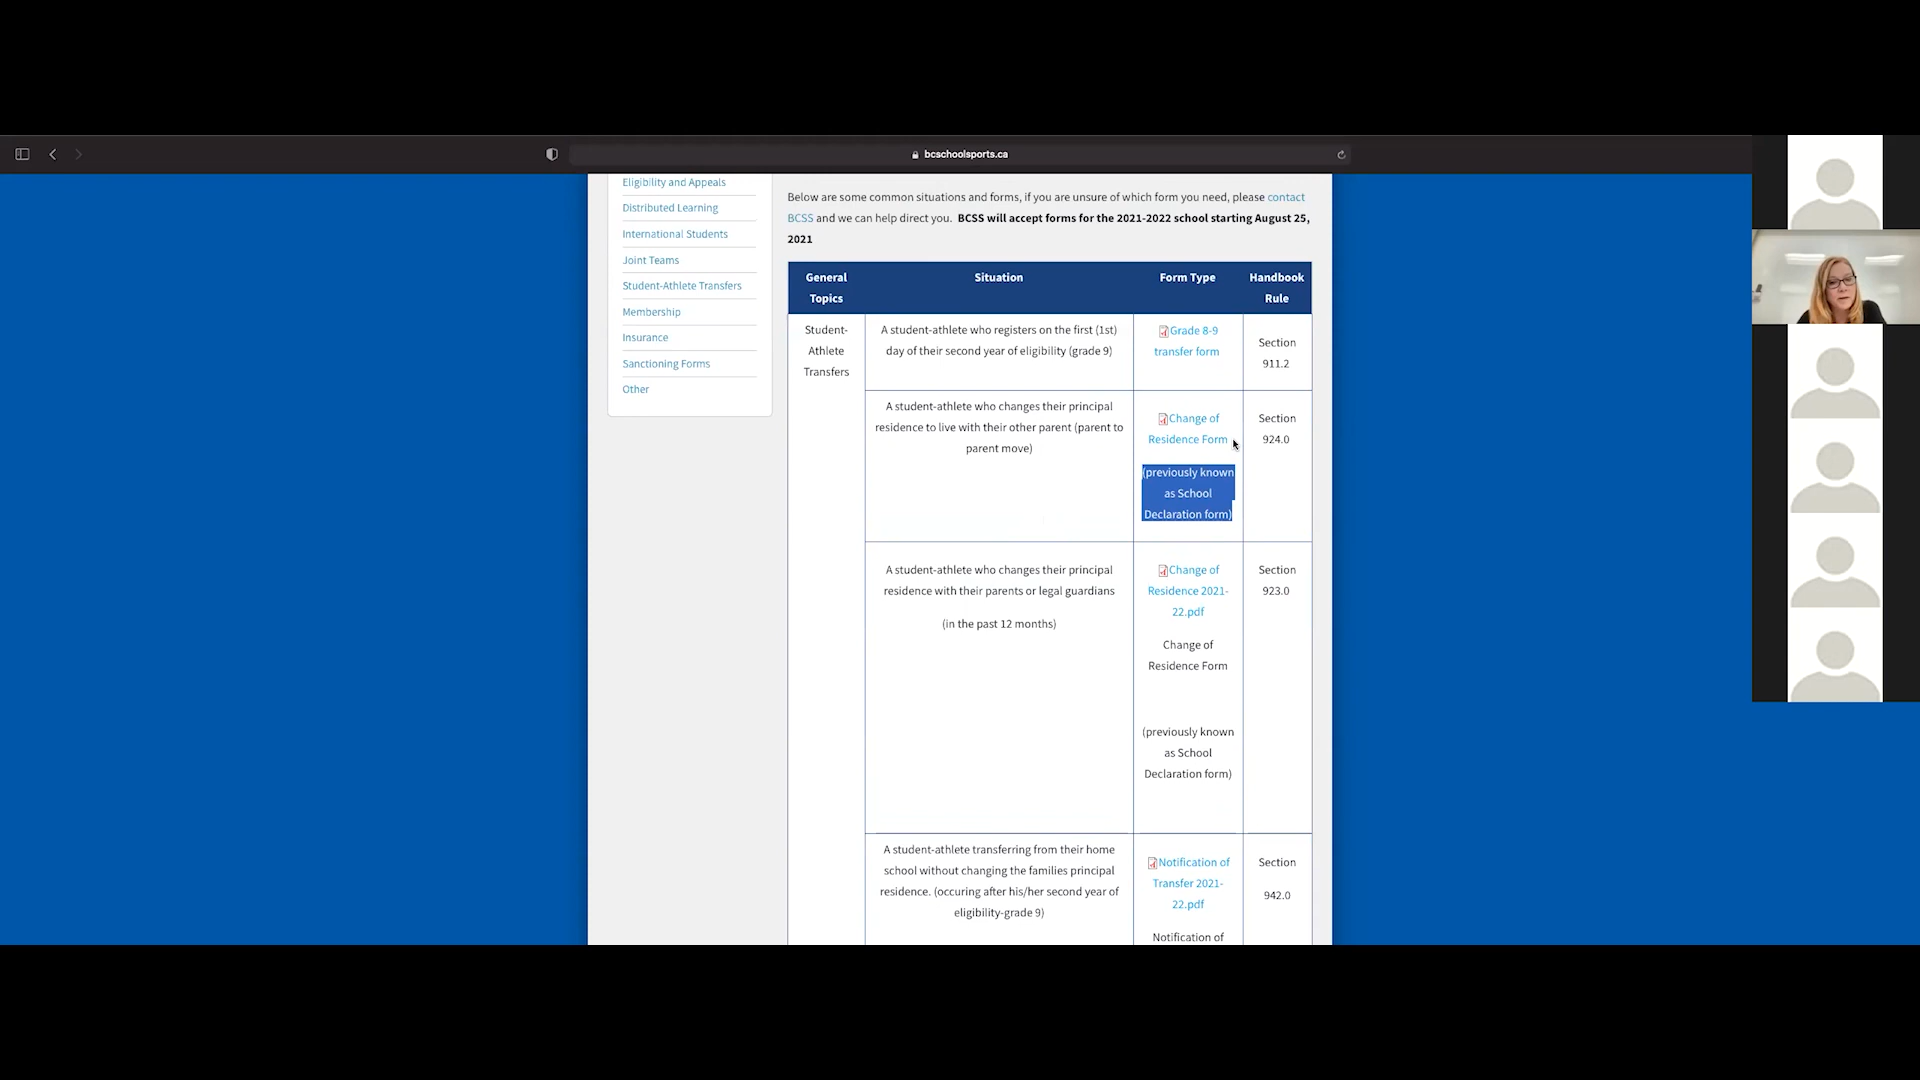 bcschoolsports.ca
Eligibility and Appeals
Distributed Learning
International Students
Joint Teams
Student-Athlete Transfers
Membership
Insurance
Sanctioning Forms
Other
Below are some common situations and forms, if you are unsure of which form you need, please contact
BCSS and we can help direct you. BCSS will accept forms for the 2021-2022 school starting August 25,
2021
General
Topics
Situation
Form Type
Handbook
Rule
Student-
Athlete
Transfers
A student-athlete who registers on the first (1st)
day of their second year of eligibility (grade 9)
Grade 8-9
transfer form
Section
911.2
A student-athlete who changes their principal
residence to live with their other parent (parent to
parent move)
Change of
Residence Form
(previously known
as School
Declaration form)
Section
924.0
A student-athlete who changes their principal
residence with their parents or legal guardians
(in the past 12 months)
Change of
Residence 2021-
22.pdf
Change of
Residence Form
(previously known
as School
Declaration form)
Section
923.0
A student-athlete transferring from their home
school without changing the families principal
residence. (occuring after his/her second year of
eligibility-grade 9)
Notification of
Transfer 2021-
22.pdf
Notification of
Section
942.0